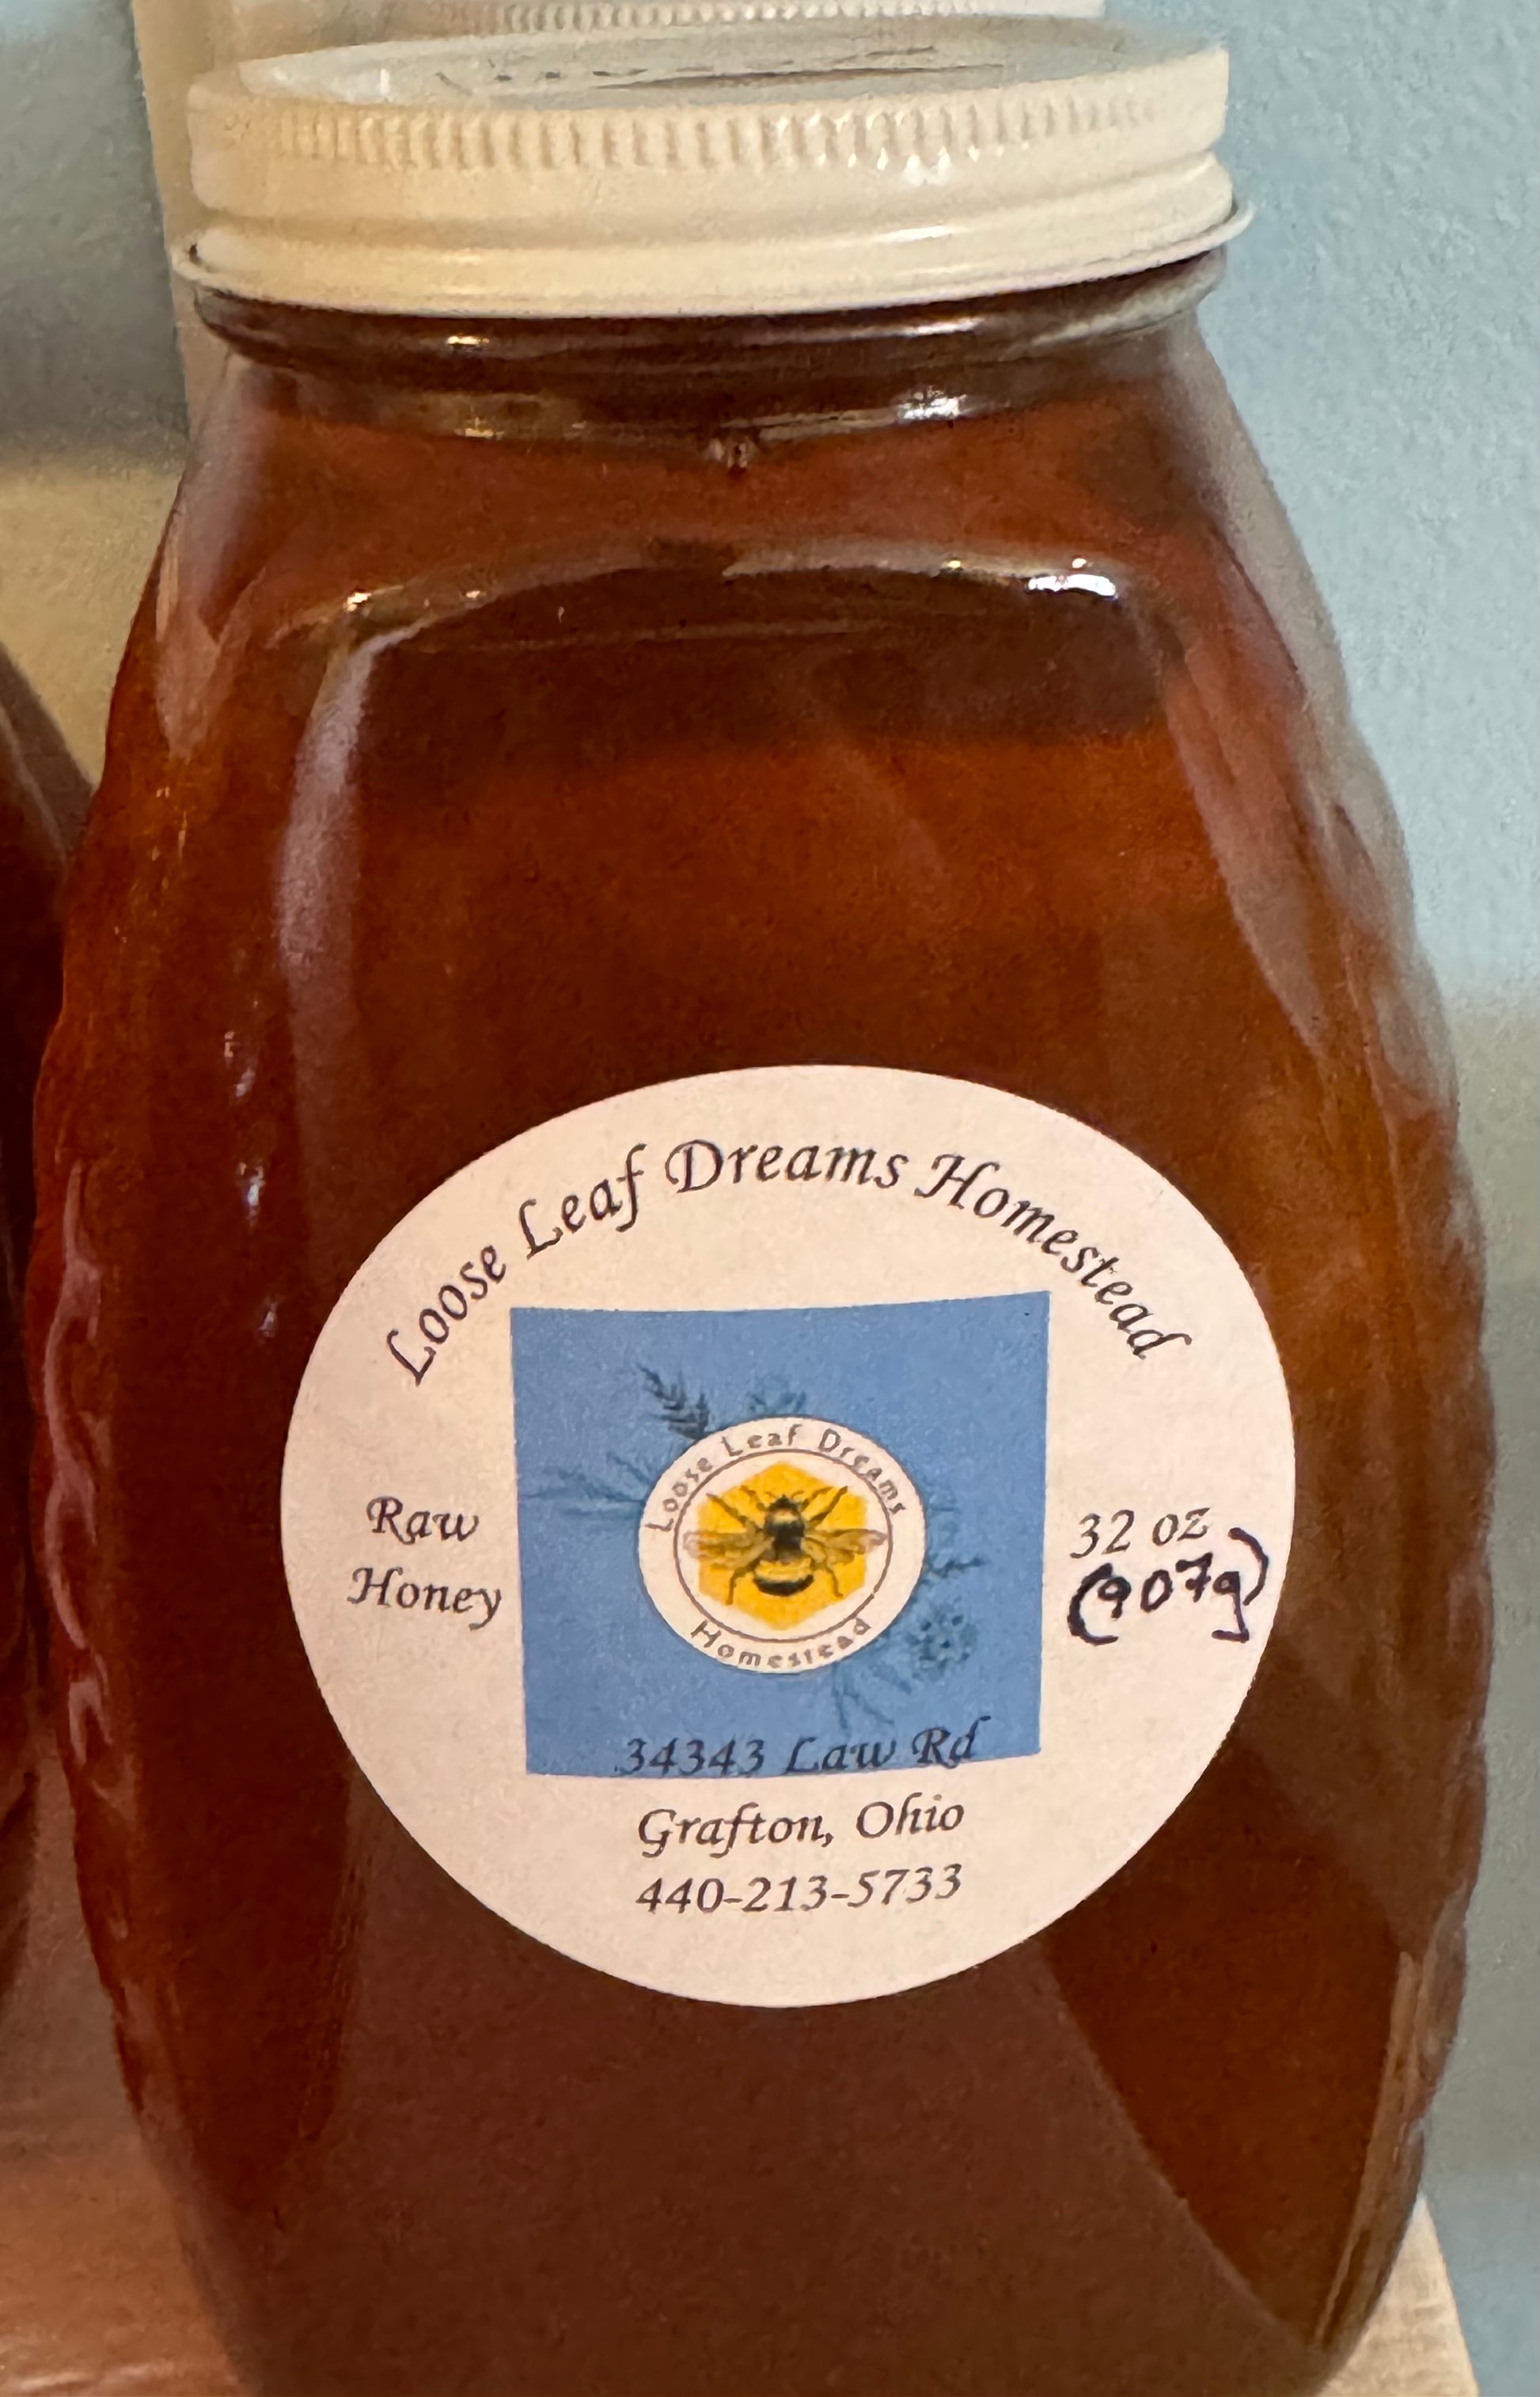 Loose Leaf Dreams Homestead
Loose Leaf Dreams
Homestead
Raw
Honey
32 oz
(907g)
34343 Law Rd
Grafton, Ohio
440-213-5733